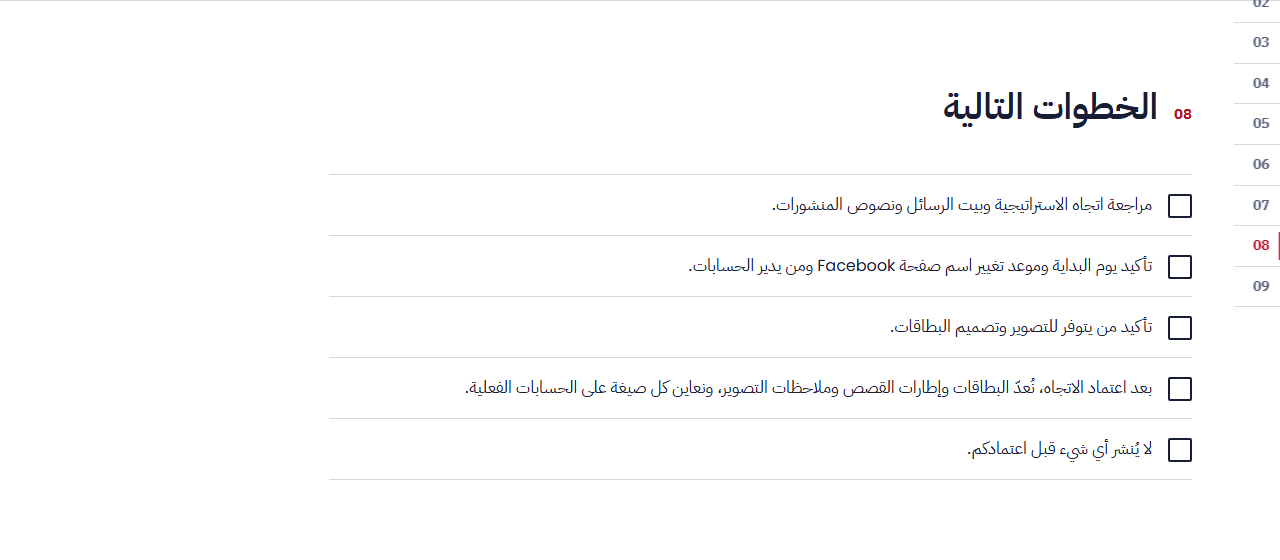 08 الخطوات التالية
مراجعة اتجاه الاستراتيجية وبيت الرسائل ونصوص المنشورات.
تأكيد يوم البداية وموعد تغيير اسم صفحة Facebook ومن يدير الحسابات.
تأكيد من يتوفر للتصوير وتصميم البطاقات.
بعد اعتماد الاتجاه، نُعدّ البطاقات وإطارات القصص وملاحظات التصوير، ونعاين كل صيغة على الحسابات الفعلية.
لا يُنشر أي شيء قبل اعتمادكم.
02
03
04
05
06
07
08
09